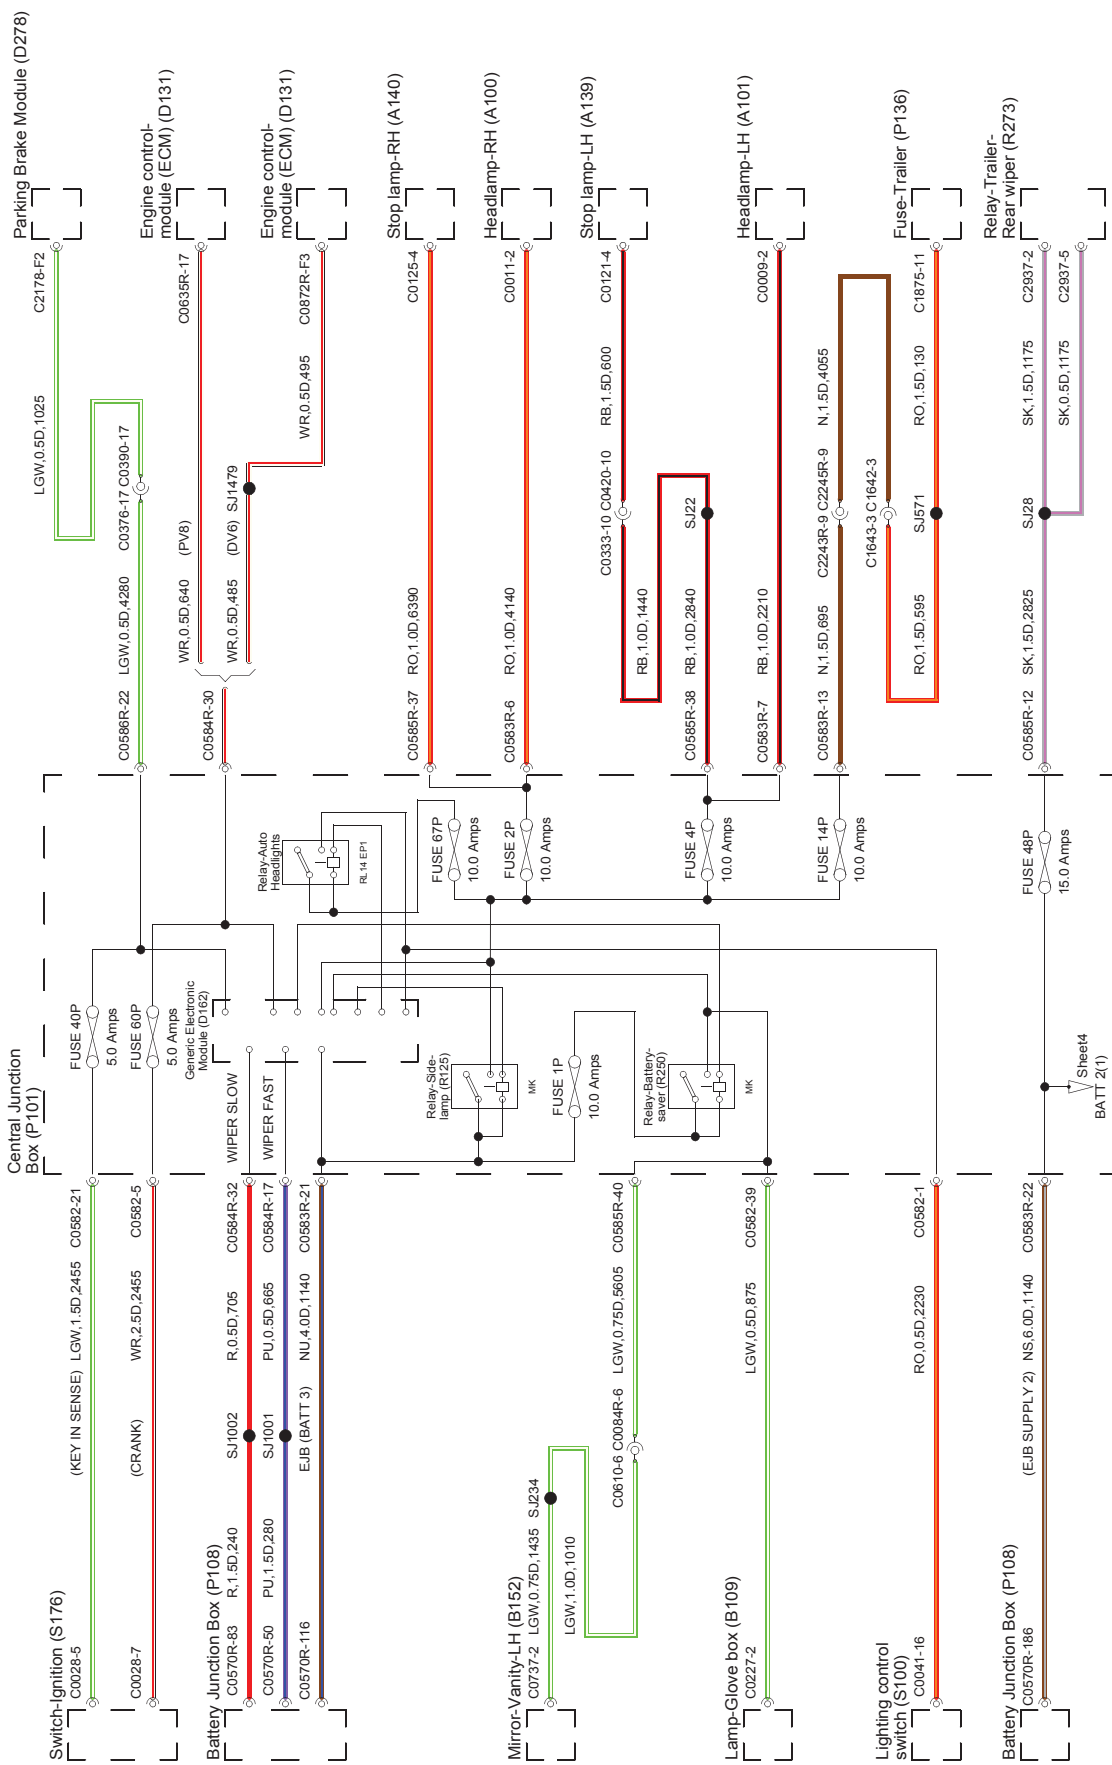 Parking Brake Module (D278)
C2178-F2
LGW,0.5D,1025
C0376-17 C0390-17
LGW,0.5D,4280
C0586R-22
Engine control-
module (ECM) (D131)
C0635R-17
(PV8)
WR,0.5D,640
Engine control-
module (ECM) (D131)
C0872R-F3
WR,0.5D,495
(DV6) SJ1479
WR,0.5D,485
C0584R-30
Stop lamp-RH (A140)
C0125-4
RO,1.0D,6390
C0585R-37
Headlamp-RH (A100)
C0011-2
RO,1.0D,4140
C0583R-6
Stop lamp-LH (A139)
C0121-4
RB,1.5D,600
C0333-10 C0420-10
RB,1.0D,1440
SJ22
RB,1.0D,2840
C0585R-38
Headlamp-LH (A101)
C0009-2
RB,1.0D,2210
C0583R-7
N,1.5D,4055
C2243R-9 C2245R-9
N,1.5D,695
C0583R-13
C1643-3 C1642-3
Fuse-Trailer (P136)
C1875-11
RO,1.5D,130
SJ571
RO,1.5D,595
Relay-Trailer-
Rear wiper (R273)
C2937-2
C2937-5
SK,1.5D,1175
SK,0.5D,1175
SJ28
SK,1.5D,2825
C0585R-12
Central Junction
Box (P101)
FUSE 40P
5.0 Amps
FUSE 60P
5.0 Amps
Generic Electronic
Module (D162)
WIPER SLOW
WIPER FAST
Relay-Auto
Headlights
RL14 EP1
FUSE 67P
10.0 Amps
FUSE 2P
10.0 Amps
FUSE 4P
10.0 Amps
FUSE 14P
10.0 Amps
FUSE 48P
15.0 Amps
Relay-Side-
lamp (R125)
MK
FUSE 1P
10.0 Amps
Relay-Battery-
saver (R250)
MK
Sheet4
BATT 2(1)
Switch-Ignition (S176)
C0028-5
(KEY IN SENSE) LGW,1.5D,2455
C0582-21
C0028-7
(CRANK)
WR,2.5D,2455
C0582-5
Battery Junction Box (P108)
C0570R-83
R,1.5D,240
SJ1002
R,0.5D,705
C0584R-32
C0570R-50
PU,1.5D,280
SJ1001
PU,0.5D,665
C0584R-17
C0570R-116
EJB (BATT 3)
NU,4.0D,1140
C0583R-21
Mirror-Vanity-LH (B152)
C0737-2
LGW,0.75D,1435
SJ234
LGW,1.0D,1010
C0610-6 C0084R-6
LGW,0.75D,5605
C0585R-40
Lamp-Glove box (B109)
C0227-2
LGW,0.5D,875
C0582-39
Lighting control
switch (S100)
C0041-16
RO,0.5D,2230
C0582-1
Battery Junction Box (P108)
C0570R-186
(EJB SUPPLY 2) NS,6.0D,1140
C0583R-22